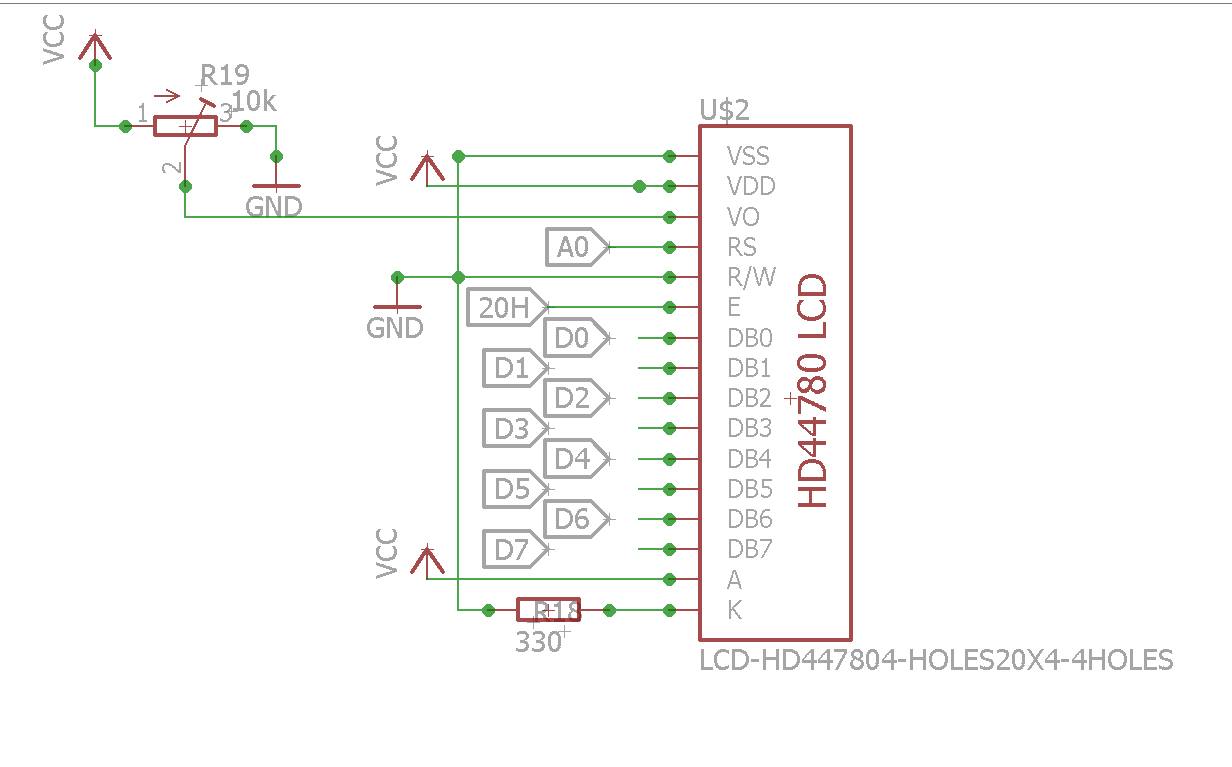 VCC
R19
10k
1
3
2
GND
U$2
VCC
VSS
VDD
VO
A0
RS
R/W
GND
20H
E
D0
DB0
D1
DB1
D2
DB2
D3
DB3
D4
DB4
D5
DB5
D6
DB6
D7
DB7
HD44780 LCD
VCC
A
R18
K
330
LCD-HD447804-HOLES20X4-4HOLES